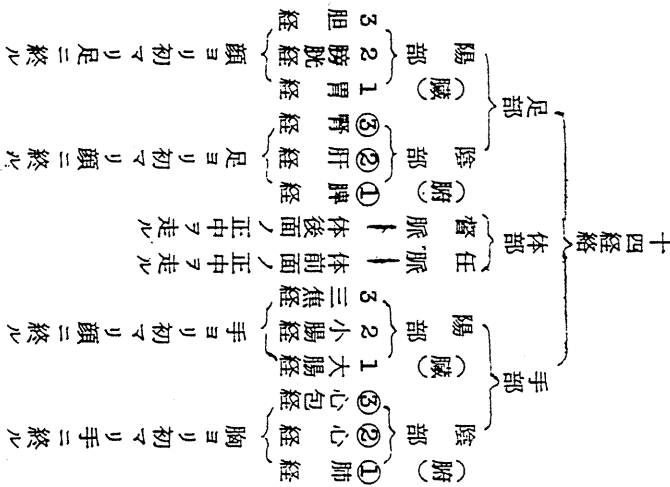 十四経絡
手部
陰部(腑)
①肺経
②心経
③心包経
胸ヨリ初マリ手ニ終ル
陽部(臓)
1大腸経
2小腸経
3三焦経
手ヨリ初マリ顔ニ終ル
体部
任脈―体前面ノ正中ヲ走ル
督脈―体後面ノ正中ヲ走ル
足部
陰部(腑)
①脾経
②肝経
③腎経
足ヨリ初マリ顔ニ終ル
陽部(臓)
1胃経
2膀胱経
3胆経
顔ヨリ初マリ足ニ終ル